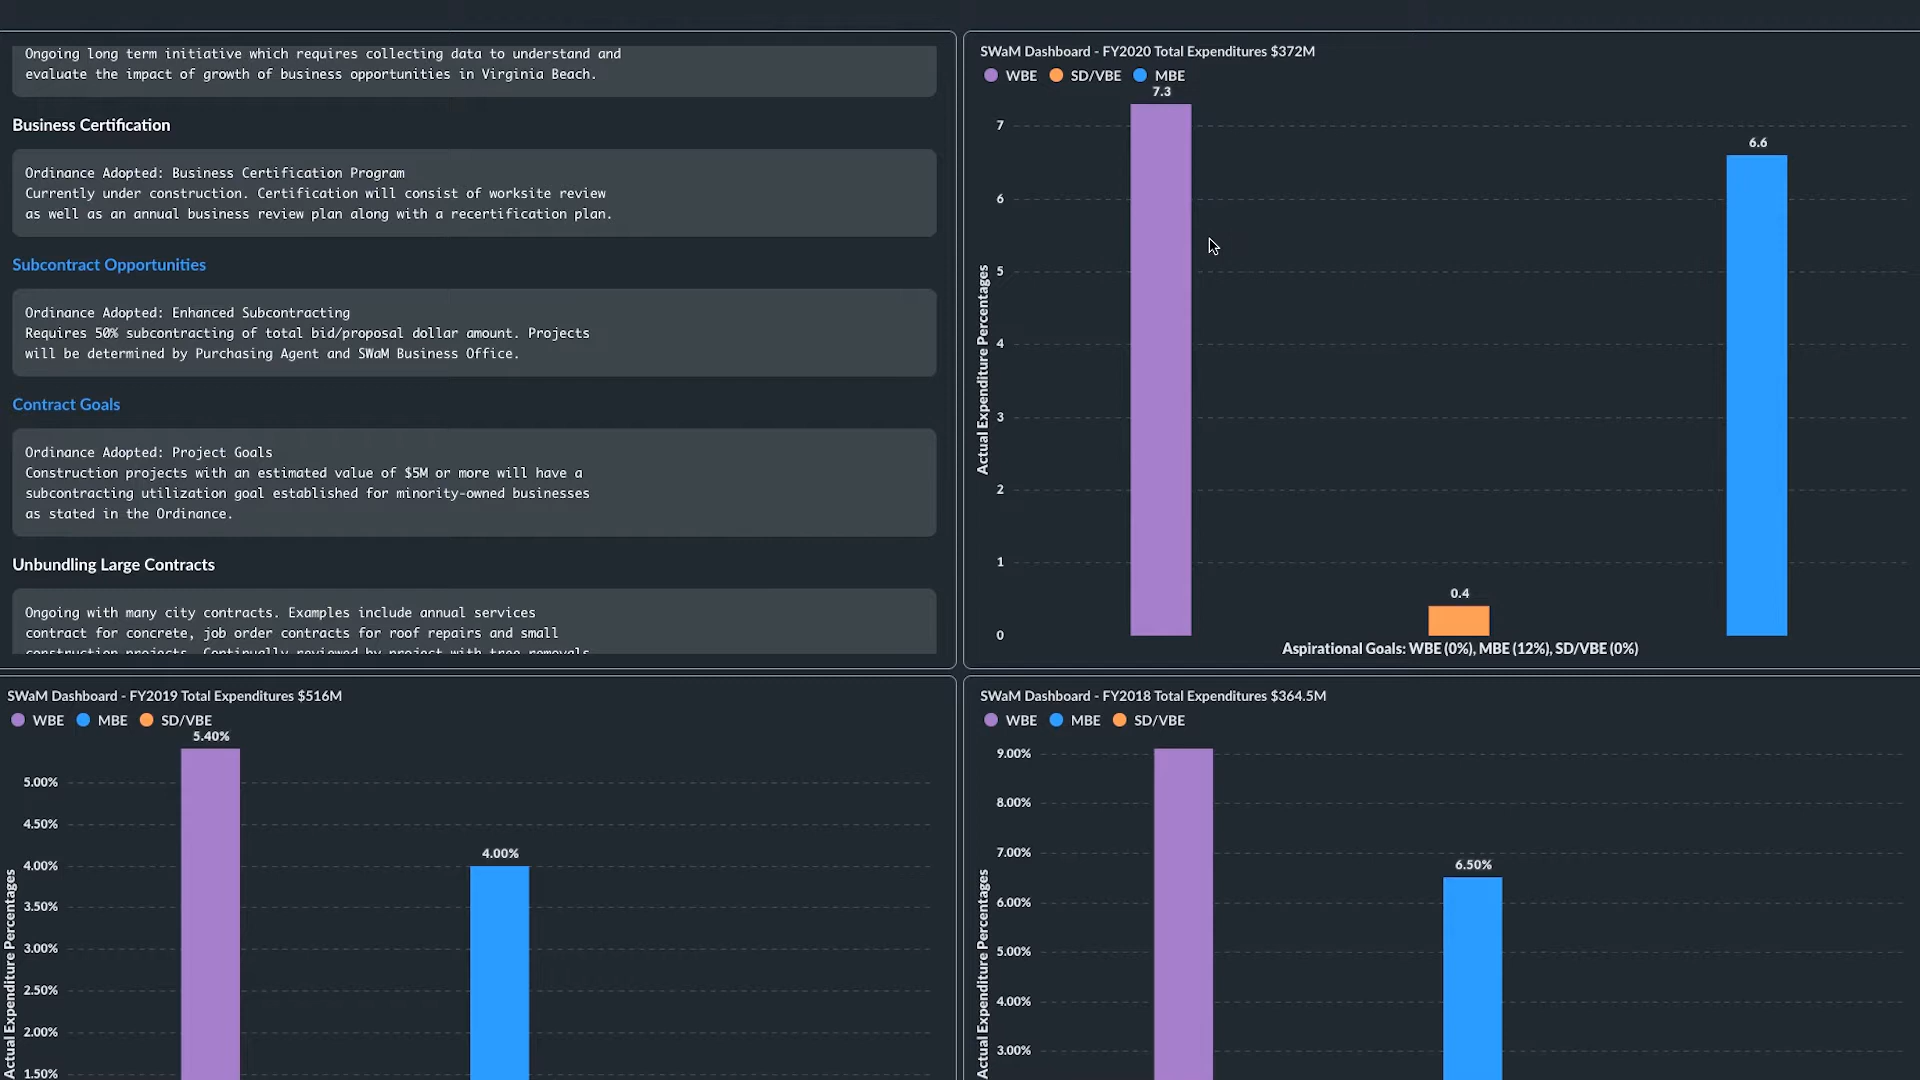 Ongoing long term initiative which requires collecting data to understand and
evaluate the impact of growth of business opportunities in Virginia Beach.
Business Certification
Ordinance Adopted: Business Certification Program
Currently under construction. Certification will consist of worksite review
as well as an annual business review plan along with a recertification plan.
Subcontract Opportunities
Ordinance Adopted: Enhanced Subcontracting
Requires 50% subcontracting of total bid/proposal dollar amount. Projects
will be determined by Purchasing Agent and SWaM Business Office.
Contract Goals
Ordinance Adopted: Project Goals
Construction projects with an estimated value of $5M or more will have a
subcontracting utilization goal established for minority-owned businesses
as stated in the Ordinance.
Unbundling Large Contracts
Ongoing with many city contracts. Examples include annual services
contract for concrete, job order contracts for roof repairs and small
construction projects. Continually reviewed by project with tree removals
SWaM Dashboard - FY2020 Total Expenditures $372M
WBE SD/VBE MBE
7.3
7
6.6
6
5
4
3
2
1
0.4
0
Actual Expenditure Percentages
Aspirational Goals: WBE (0%), MBE (12%), SD/VBE (0%)
SWaM Dashboard - FY2019 Total Expenditures $516M
WBE MBE SD/VBE
5.40%
5.00%
4.50%
4.00%
4.00%
3.50%
3.00%
2.50%
2.00%
1.50%
Actual Expenditure Percentages
SWaM Dashboard - FY2018 Total Expenditures $364.5M
WBE MBE SD/VBE
9.00%
8.00%
7.00%
6.50%
6.00%
5.00%
4.00%
3.00%
Actual Expenditure Percentages